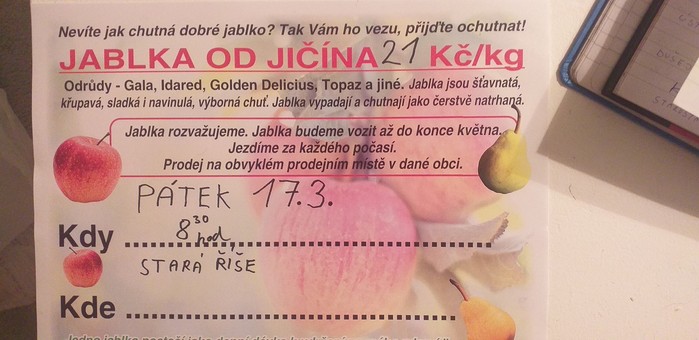 Nevíte jak chutná dobré jablko? Tak Vám ho vezu, přijďte ochutnat!
JABLKA OD JIČÍNA 21 Kč/kg
Odrůdy - Gala, Idared, Golden Delicius, Topaz a jiné. Jablka jsou šťavnatá,
křupavá, sladká i navinulá, výborná chuť. Jablka vypadají a chutnají jako čerstvě natrhaná.
Jablka rozvažujeme. Jablka budeme vozit až do konce května.
Jezdíme za každého počasí.
Prodej na obvyklém prodejním místě v dané obci.
PÁTEK 17.3.
8³⁰ hod,
Kdy
STARÁ ŘÍŠE
Kde